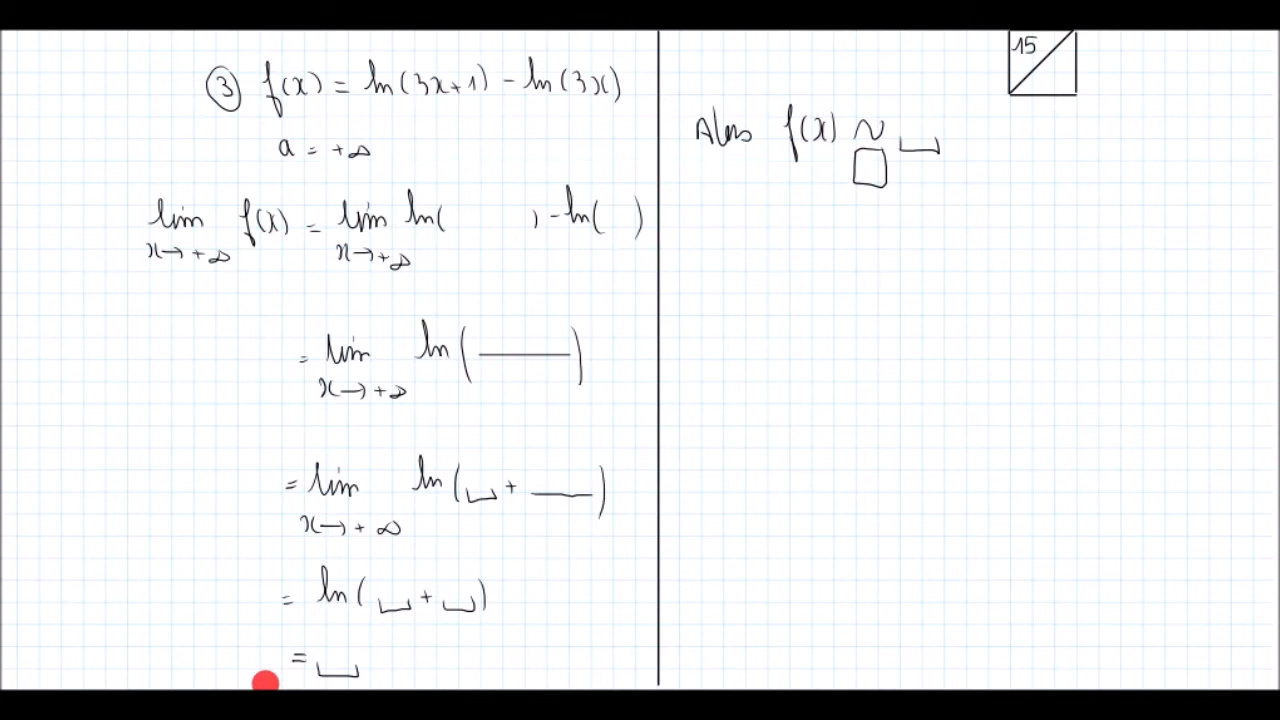 ③ f(x) = ln(3x+1) - ln(3x)
a = +∞
lim f(x) = lim ln( ) - ln( )
x→+∞ x→+∞
= lim ln( — )
x→+∞
= lim ln( ␣ + — )
x→+∞
= ln( ␣ + ␣ )
= ␣
15
Alors f(x) ~ ␣
□